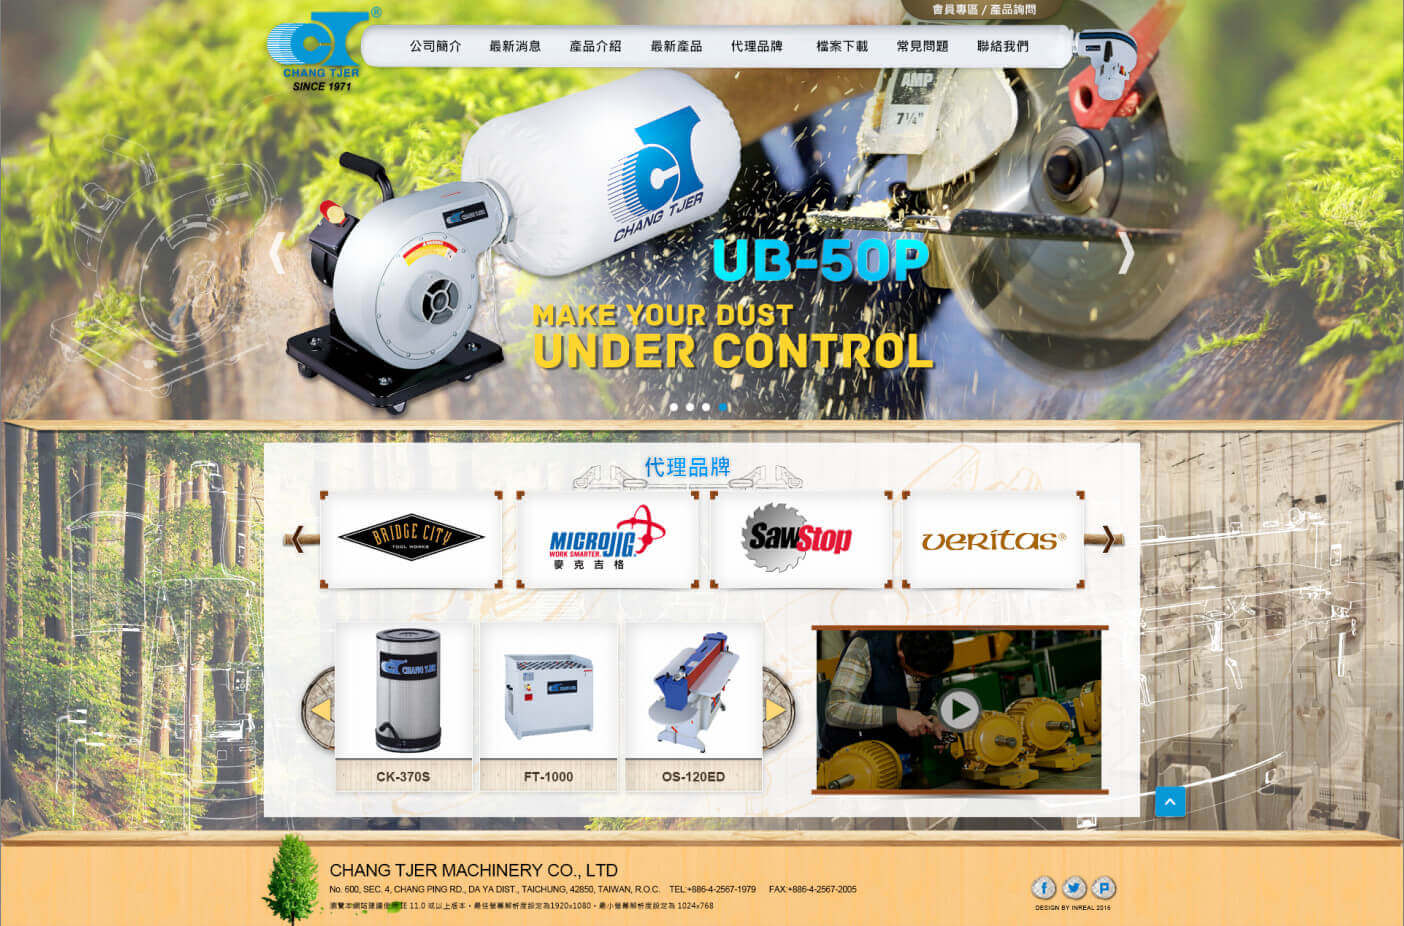 會員專區 / 產品詢問
公司簡介 最新消息 產品介紹 最新產品 代理品牌 檔案下載 常見問題 聯絡我們
CHANG TJER
SINCE 1971
AMP
7¼"
CHANG TJER
UB-50P
MAKE YOUR DUST
UNDER CONTROL
代理品牌
BRIDGE CITY
TOOL WORKS
MICROJIG
WORK SMARTER.
麥克吉格
SawStop
veritas®
CHANG TJER
CK-370S
FT-1000
OS-120ED
CHANG TJER MACHINERY CO., LTD
No. 600, SEC. 4, CHANG PING RD., DA YA DIST., TAICHUNG, 42850, TAIWAN, R.O.C. TEL:+886-4-2567-1979 FAX:+886-4-2567-2005
瀏覽本網站建議使用 IE 11.0 或以上版本，最佳螢幕解析度設定為1920x1080，最小螢幕解析度設定為 1024x768
DESIGN BY INREAL 2016